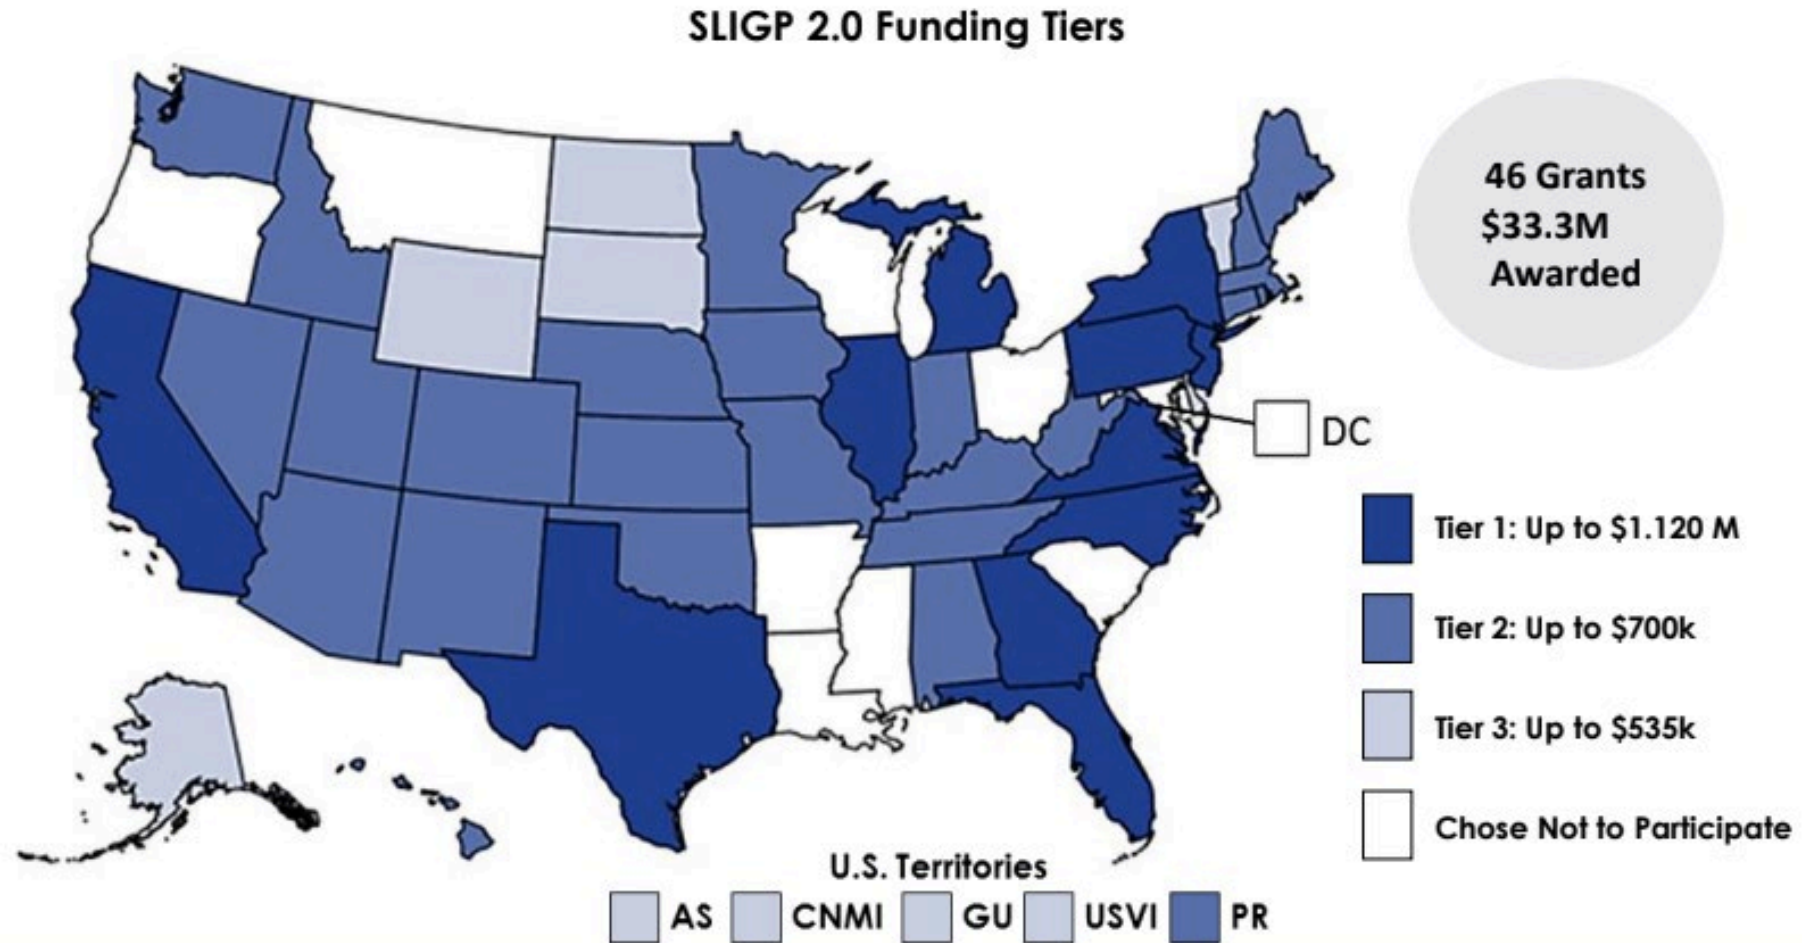 SLIGP 2.0 Funding Tiers
46 Grants
$33.3M
Awarded
DC
Tier 1: Up to $1.120 M
Tier 2: Up to $700k
Tier 3: Up to $535k
Chose Not to Participate
U.S. Territories
AS CNMI GU USVI PR